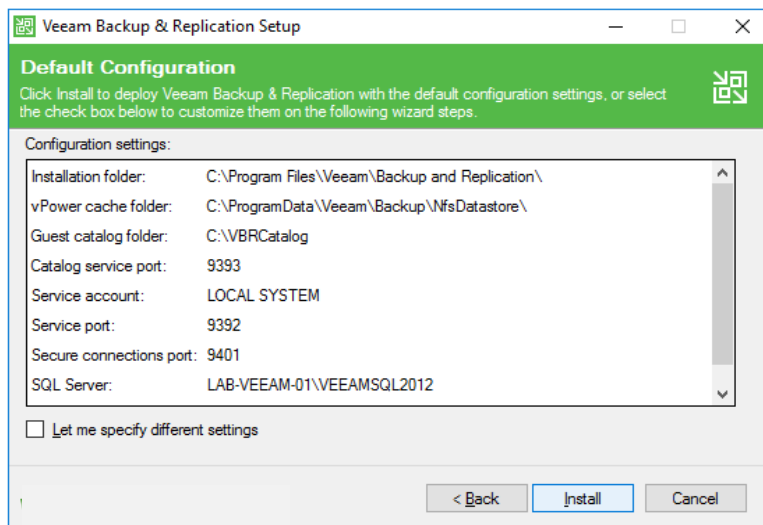 Veeam Backup & Replication Setup
Default Configuration
Click Install to deploy Veeam Backup & Replication with the default configuration settings, or select
the check box below to customize them on the following wizard steps.
Configuration settings:
Installation folder: C:\Program Files\Veeam\Backup and Replication\
vPower cache folder: C:\ProgramData\Veeam\Backup\NfsDatastore\
Guest catalog folder: C:\VBRCatalog
Catalog service port: 9393
Service account: LOCAL SYSTEM
Service port: 9392
Secure connections port: 9401
SQL Server: LAB-VEEAM-01\VEEAMSQL2012
Let me specify different settings
< Back Install Cancel